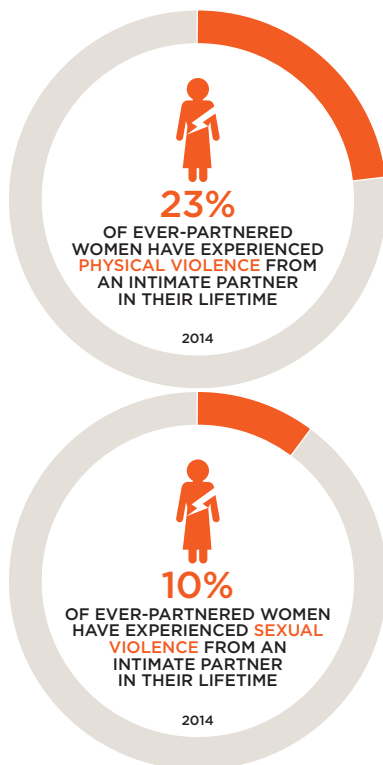 23%
OF EVER-PARTNERED
WOMEN HAVE EXPERIENCED
PHYSICAL VIOLENCE FROM
AN INTIMATE PARTNER
IN THEIR LIFETIME
2014
10%
OF EVER-PARTNERED WOMEN
HAVE EXPERIENCED SEXUAL
VIOLENCE FROM AN
INTIMATE PARTNER
IN THEIR LIFETIME
2014